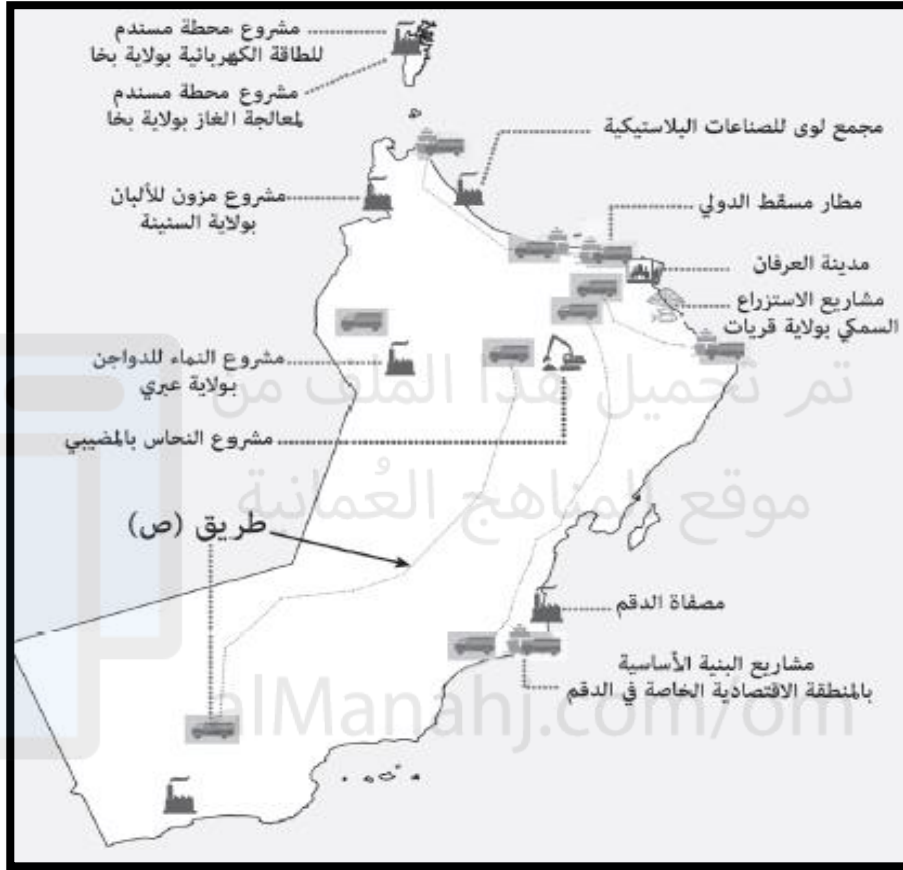 مشروع محطة مسندم
للطاقة الكهربائية بولاية بخا
مشروع محطة مسندم
لمعالجة الغاز بولاية بخا
مجمع لوى للصناعات البلاستيكية
مشروع مزون للألبان
بولاية السنينة
مطار مسقط الدولي
مدينة العرفان
مشاريع الاستزراع
السمكي بولاية قريات
مشروع النماء للدواجن
بولاية عبري
تم تحميل هذا الملف من
مشروع النحاس بالمضيبي
موقع المناهج العُمانية
طريق (ص)
مصفاة الدقم
مشاريع البنية الأساسية
بالمنطقة الاقتصادية الخاصة في الدقم
alManahj.com/om